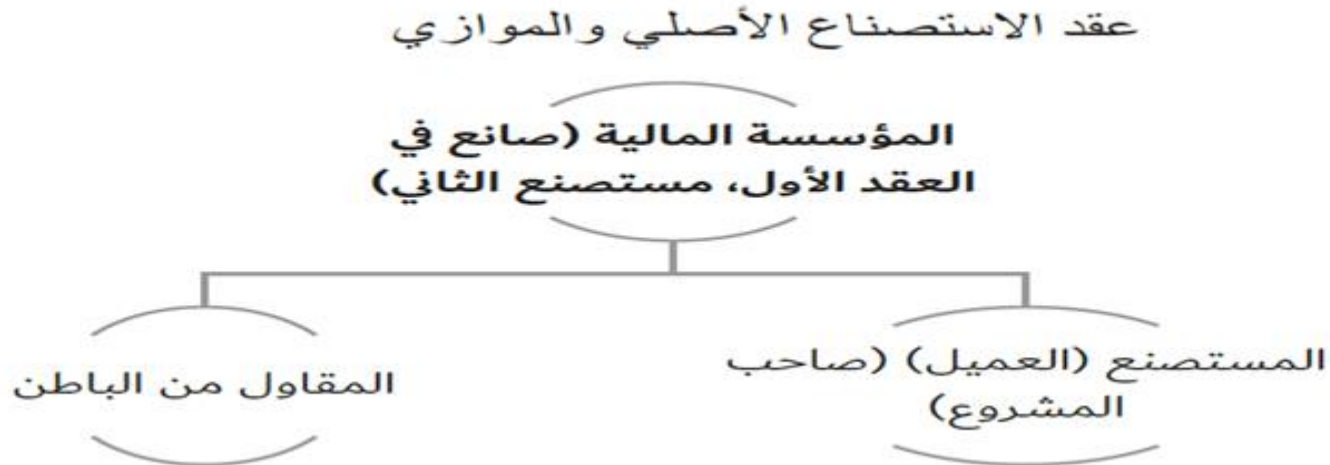 عقد الاستصناع الأصلي والموازي
المؤسسة المالية (صانع في
العقد الأول، مستصنع الثاني)
المستصنع (العميل) (صاحب
المشروع)
المقاول من الباطن